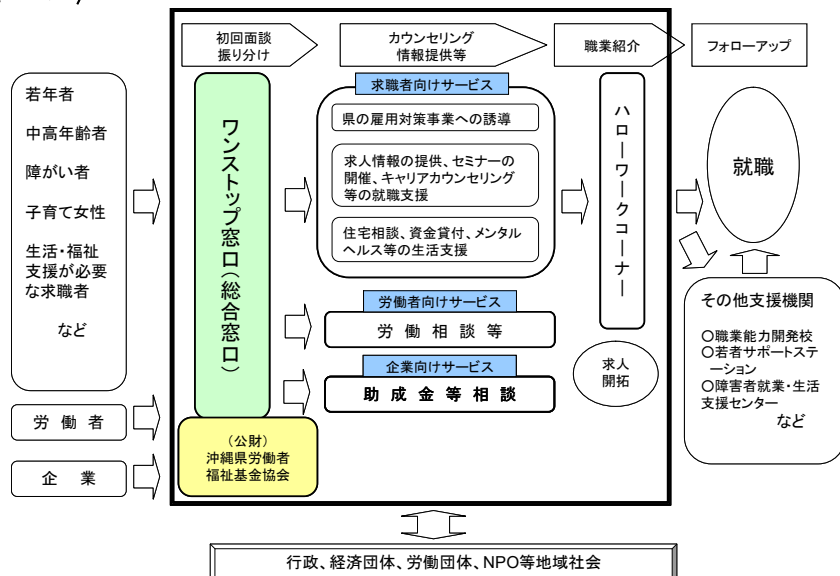 初回面談
振り分け
カウンセリング
情報提供等
職業紹介
フォローアップ
若年者
中高年齢者
障がい者
子育て女性
生活・福祉
支援が必要
な求職者
など
労働者
企業
ワンストップ窓口(総合窓口)
(公財)
沖縄県労働者
福祉基金協会
求職者向けサービス
県の雇用対策事業への誘導
求人情報の提供、セミナーの
開催、キャリアカウンセリング
等の就職支援
住宅相談、資金貸付、メンタル
ヘルス等の生活支援
労働者向けサービス
労働相談等
企業向けサービス
助成金等相談
ハローワークコーナー
求人
開拓
就職
その他支援機関
○職業能力開発校
○若者サポートステ
ーション
○障害者就業・生活
支援センター
など
行政、経済団体、労働団体、NPO等地域社会